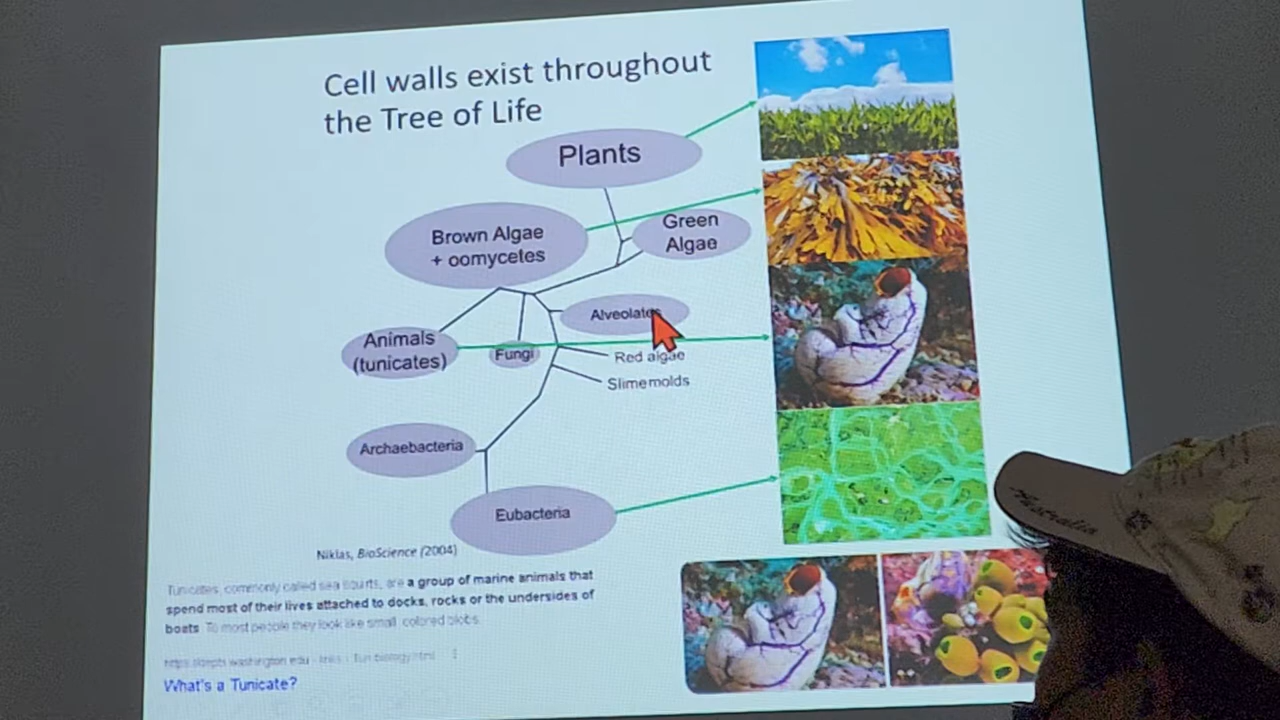 Cell walls exist throughout
the Tree of Life
Plants
Brown Algae
+ oomycetes
Green
Algae
Alveolates
Animals
(tunicates)
Fungi
Red algae
Slime molds
Archaebacteria
Eubacteria
Niklas, BioScience (2004)
Tunicates, commonly called sea squirts, are a group of marine animals that
spend most of their lives attached to docks, rocks or the undersides of
boats. To most people they look like small, colored blobs.
What's a Tunicate?
Australia